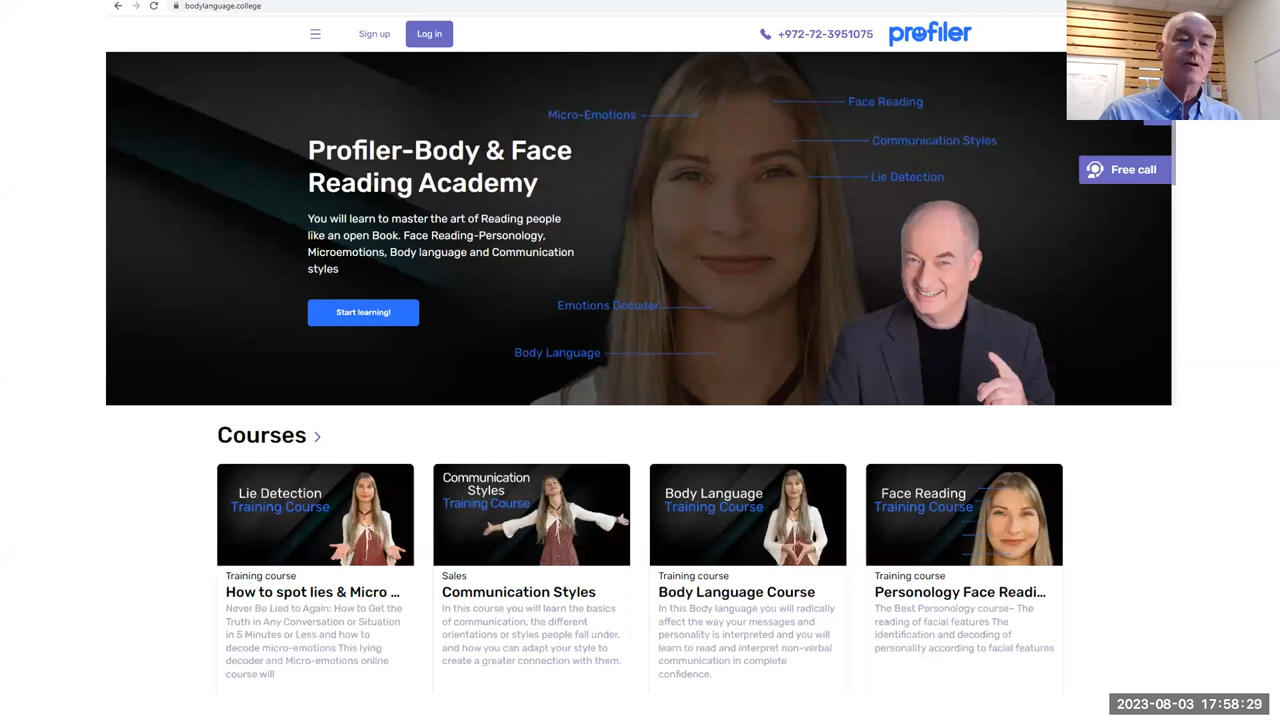 bodylanguage.college
Sign up
Log in
+972-72-3951075
profiler
Micro-Emotions
Face Reading
Communication Styles
Lie Detection
Profiler-Body & Face
Reading Academy
You will learn to master the art of Reading people
like an open Book. Face Reading-Personology,
Microemotions, Body language and Communication
styles
Start learning!
Emotions Decoder
Body Language
Free call
Courses
Lie Detection
Training Course
Training course
How to spot lies & Micro ...
Never Be Lied to Again: How to Get the
Truth in Any Conversation or Situation
in 5 Minutes or Less and how to
decode micro-emotions This lying
decoder and Micro-emotions online
course will
Communication
Styles
Training Course
Sales
Communication Styles
In this course you will learn the basics
of communication, the different
orientations or styles people fall under,
and how you can adapt your style to
create a greater connection with them.
Body Language
Training Course
Training course
Body Language Course
In this Body language you will radically
affect the way your messages and
personality is interpreted and you will
learn to read and interpret non-verbal
communication in complete
confidence.
Face Reading
Training Course
Training course
Personology Face Readi...
The Best Personology course– The
reading of facial features The
identification and decoding of
personality according to facial features
2023-08-03 17:58:29